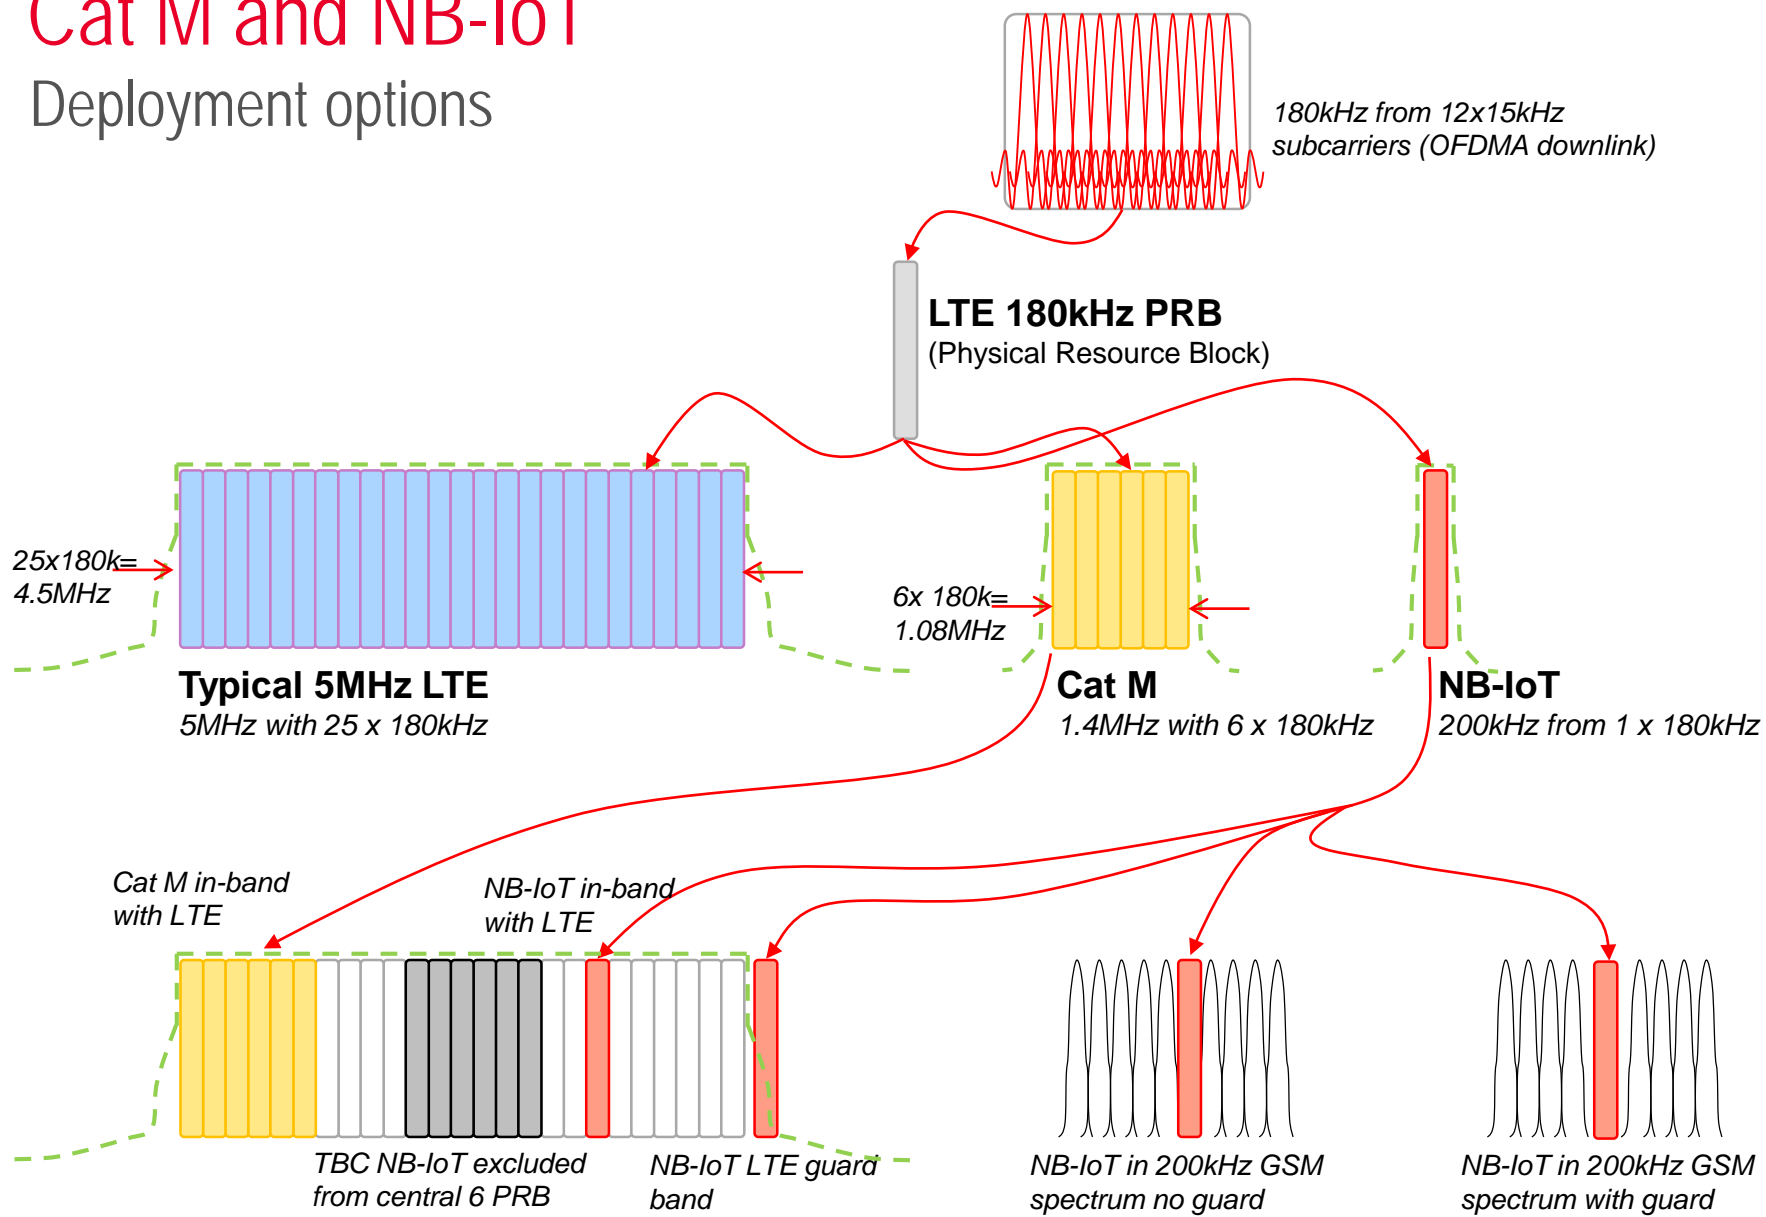 Cat M and NB-IoT
Deployment options
180kHz from 12x15kHz
subcarriers (OFDMA downlink)
LTE 180kHz PRB
(Physical Resource Block)
25x180k=
4.5MHz
6x 180k=
1.08MHz
Typical 5MHz LTE
5MHz with 25 x 180kHz
Cat M
1.4MHz with 6 x 180kHz
NB-IoT
200kHz from 1 x 180kHz
Cat M in-band
with LTE
NB-IoT in-band
with LTE
TBC NB-IoT excluded
from central 6 PRB
NB-IoT LTE guard
band
NB-IoT in 200kHz GSM
spectrum no guard
NB-IoT in 200kHz GSM
spectrum with guard